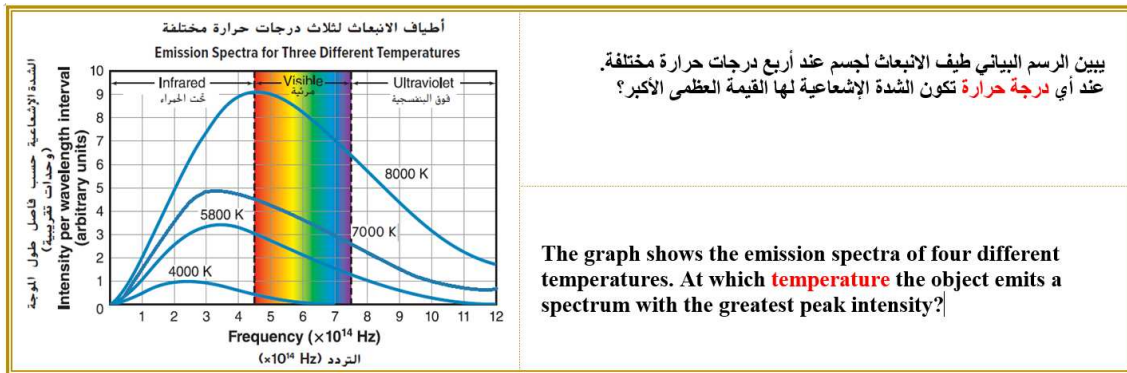 أطياف الانبعاث لثلاث درجات حرارة مختلفة
Emission Spectra for Three Different Temperatures
الشدة الإشعاعية حسب فاصل طول الموجة
(وحدات تقريبية)
Intensity per wavelength interval
(arbitrary units)
10
9
8
7
6
5
4
3
2
1
0
Infrared
تحت الحمراء
Visible
مرئية
Ultraviolet
فوق البنفسجية
8000 K
7000 K
5800 K
4000 K
1 2 3 4 5 6 7 8 9 10 11 12
Frequency (×10¹⁴ Hz)
التردد (×10¹⁴ Hz)
يبين الرسم البياني طيف الانبعاث لجسم عند أربع درجات حرارة مختلفة.
عند أي درجة حرارة تكون الشدة الإشعاعية لها القيمة العظمى الأكبر؟
The graph shows the emission spectra of four different
temperatures. At which temperature the object emits a
spectrum with the greatest peak intensity?